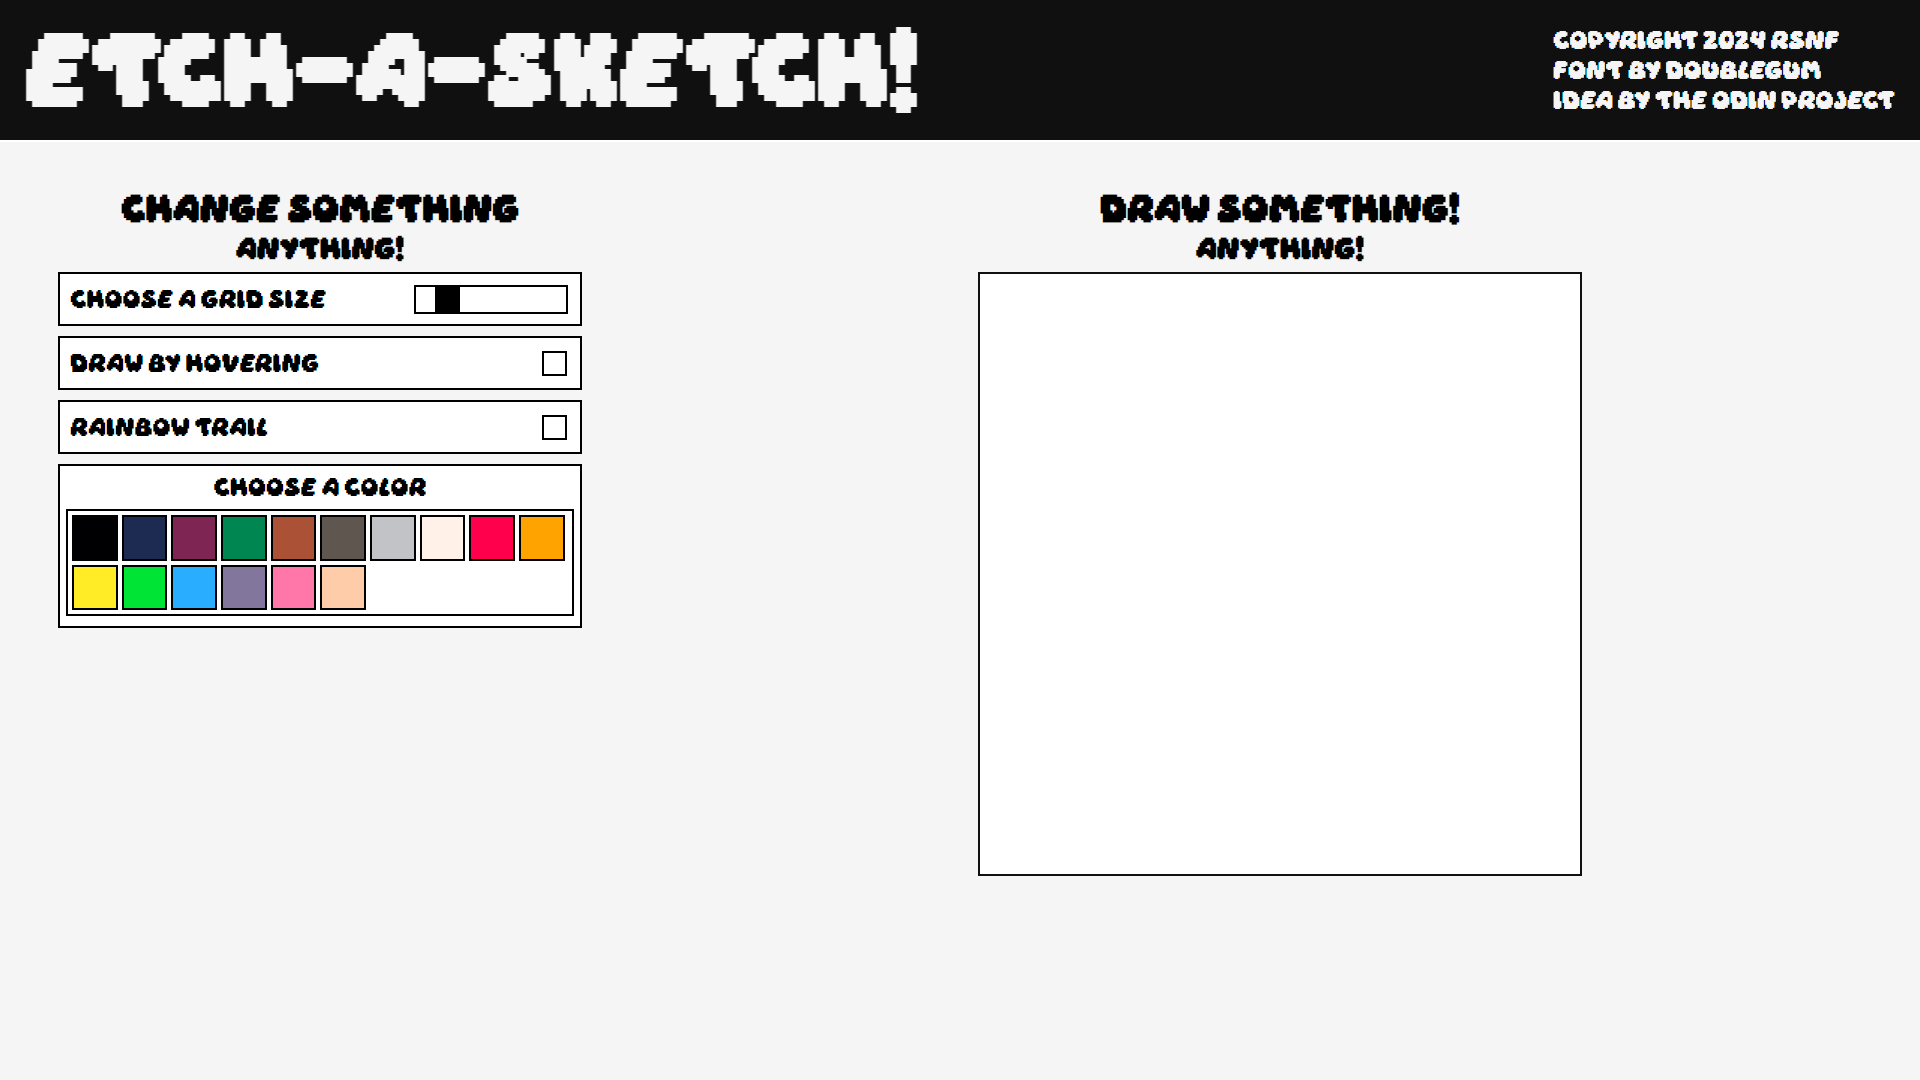 ETCH-A-SKETCH!
COPYRIGHT 2024 RSNF
FONT BY DOUBLEGUM
IDEA BY THE ODIN PROJECT
CHANGE SOMETHING
ANYTHING!
CHOOSE A GRID SIZE
DRAW BY HOVERING
RAINBOW TRAIL
CHOOSE A COLOR
DRAW SOMETHING!
ANYTHING!